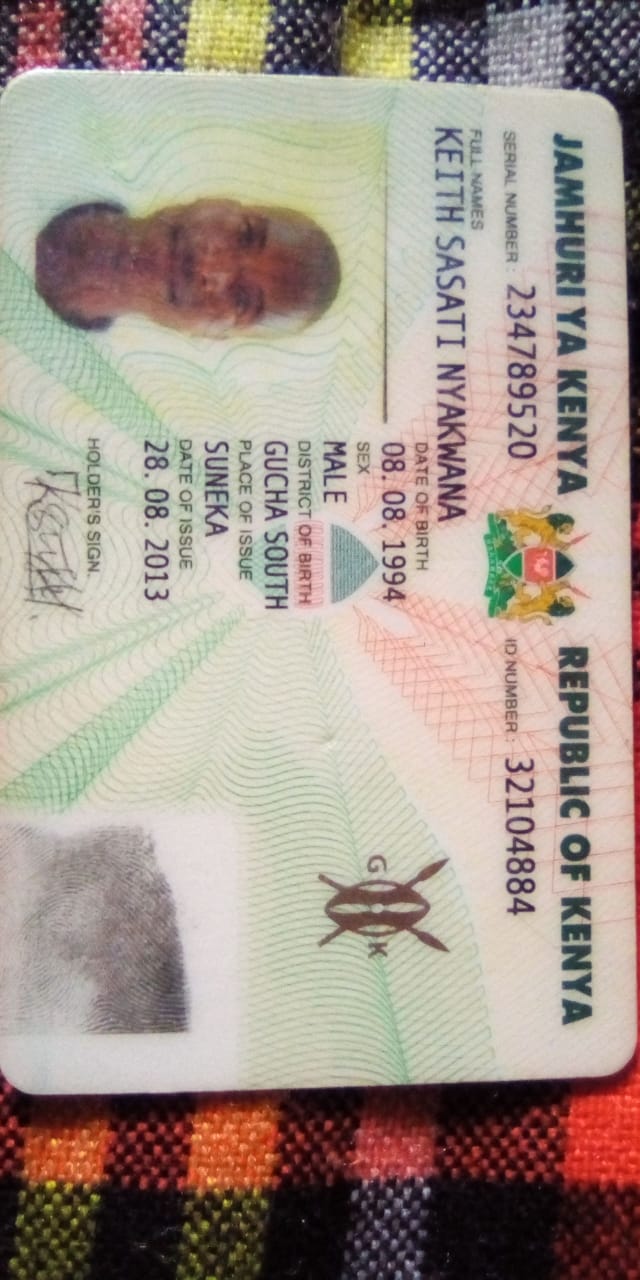 JAMHURI YA KENYA REPUBLIC OF KENYA
SERIAL NUMBER: 234789520 ID NUMBER: 32104884
FULL NAMES
KEITH SASATI NYAKWANA
DATE OF BIRTH
08. 08. 1994
SEX
MALE
DISTRICT OF BIRTH
GUCHA SOUTH
PLACE OF ISSUE
SUNEKA
DATE OF ISSUE
28. 08. 2013
HOLDER'S SIGN.
G K